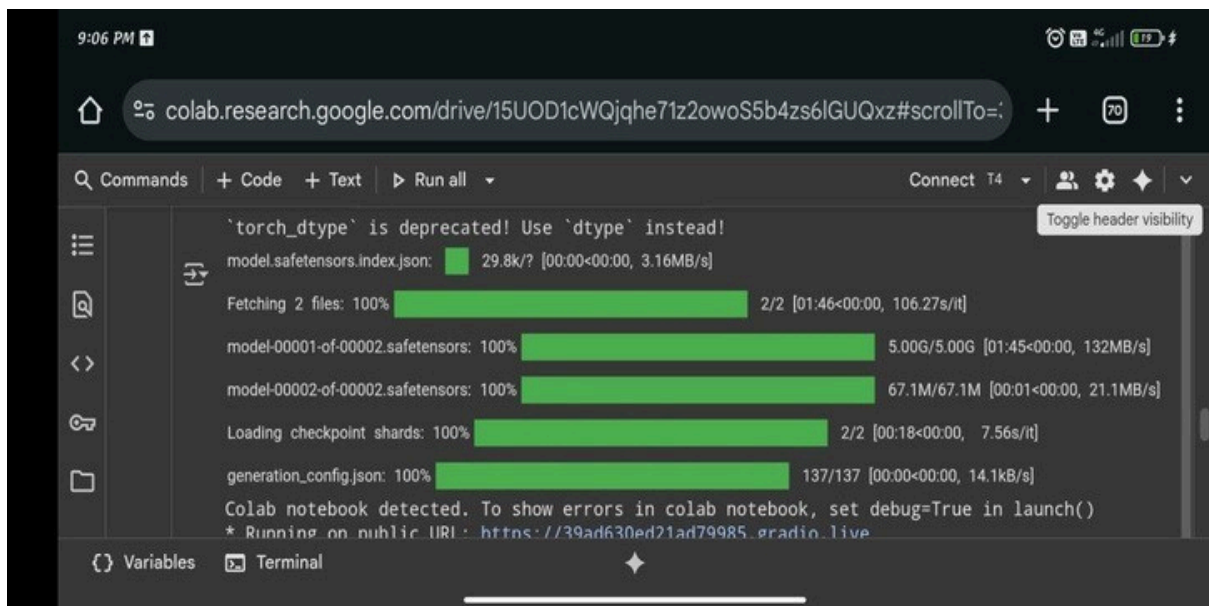 9:06 PM
19
colab.research.google.com/drive/15UOD1cWQjqhe71z2owoS5b4zs6lGUQxz#scrollTo=
70
Commands + Code + Text Run all Connect T4
Toggle header visibility
`torch_dtype` is deprecated! Use `dtype` instead!
model.safetensors.index.json: 29.8k/? [00:00<00:00, 3.16MB/s]
Fetching 2 files: 100% 2/2 [01:46<00:00, 106.27s/it]
model-00001-of-00002.safetensors: 100% 5.00G/5.00G [01:45<00:00, 132MB/s]
model-00002-of-00002.safetensors: 100% 67.1M/67.1M [00:01<00:00, 21.1MB/s]
Loading checkpoint shards: 100% 2/2 [00:18<00:00, 7.56s/it]
generation_config.json: 100% 137/137 [00:00<00:00, 14.1kB/s]
Colab notebook detected. To show errors in colab notebook, set debug=True in launch()
* Running on public URL: https://39ad630ed21ad79985.gradio.live
{} Variables Terminal